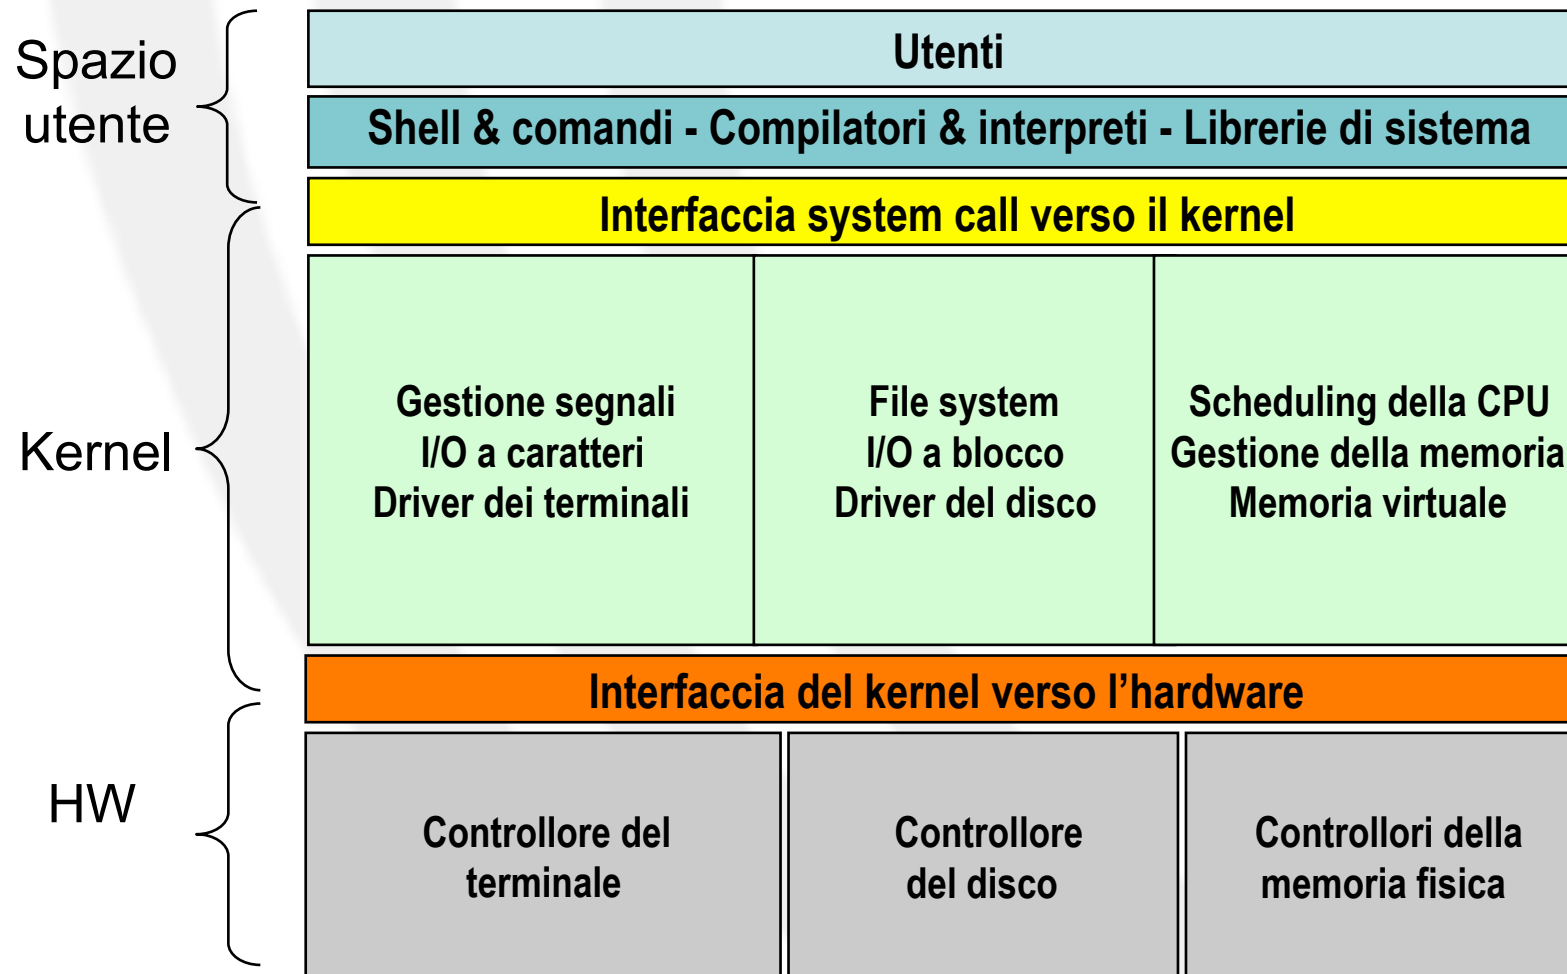 Spazio
utente
Utenti
Shell & comandi - Compilatori & interpreti - Librerie di sistema
Interfaccia system call verso il kernel
Kernel
Gestione segnali
I/O a caratteri
Driver dei terminali
File system
I/O a blocco
Driver del disco
Scheduling della CPU
Gestione della memoria
Memoria virtuale
Interfaccia del kernel verso l’hardware
HW
Controllore del
terminale
Controllore
del disco
Controllori della
memoria fisica